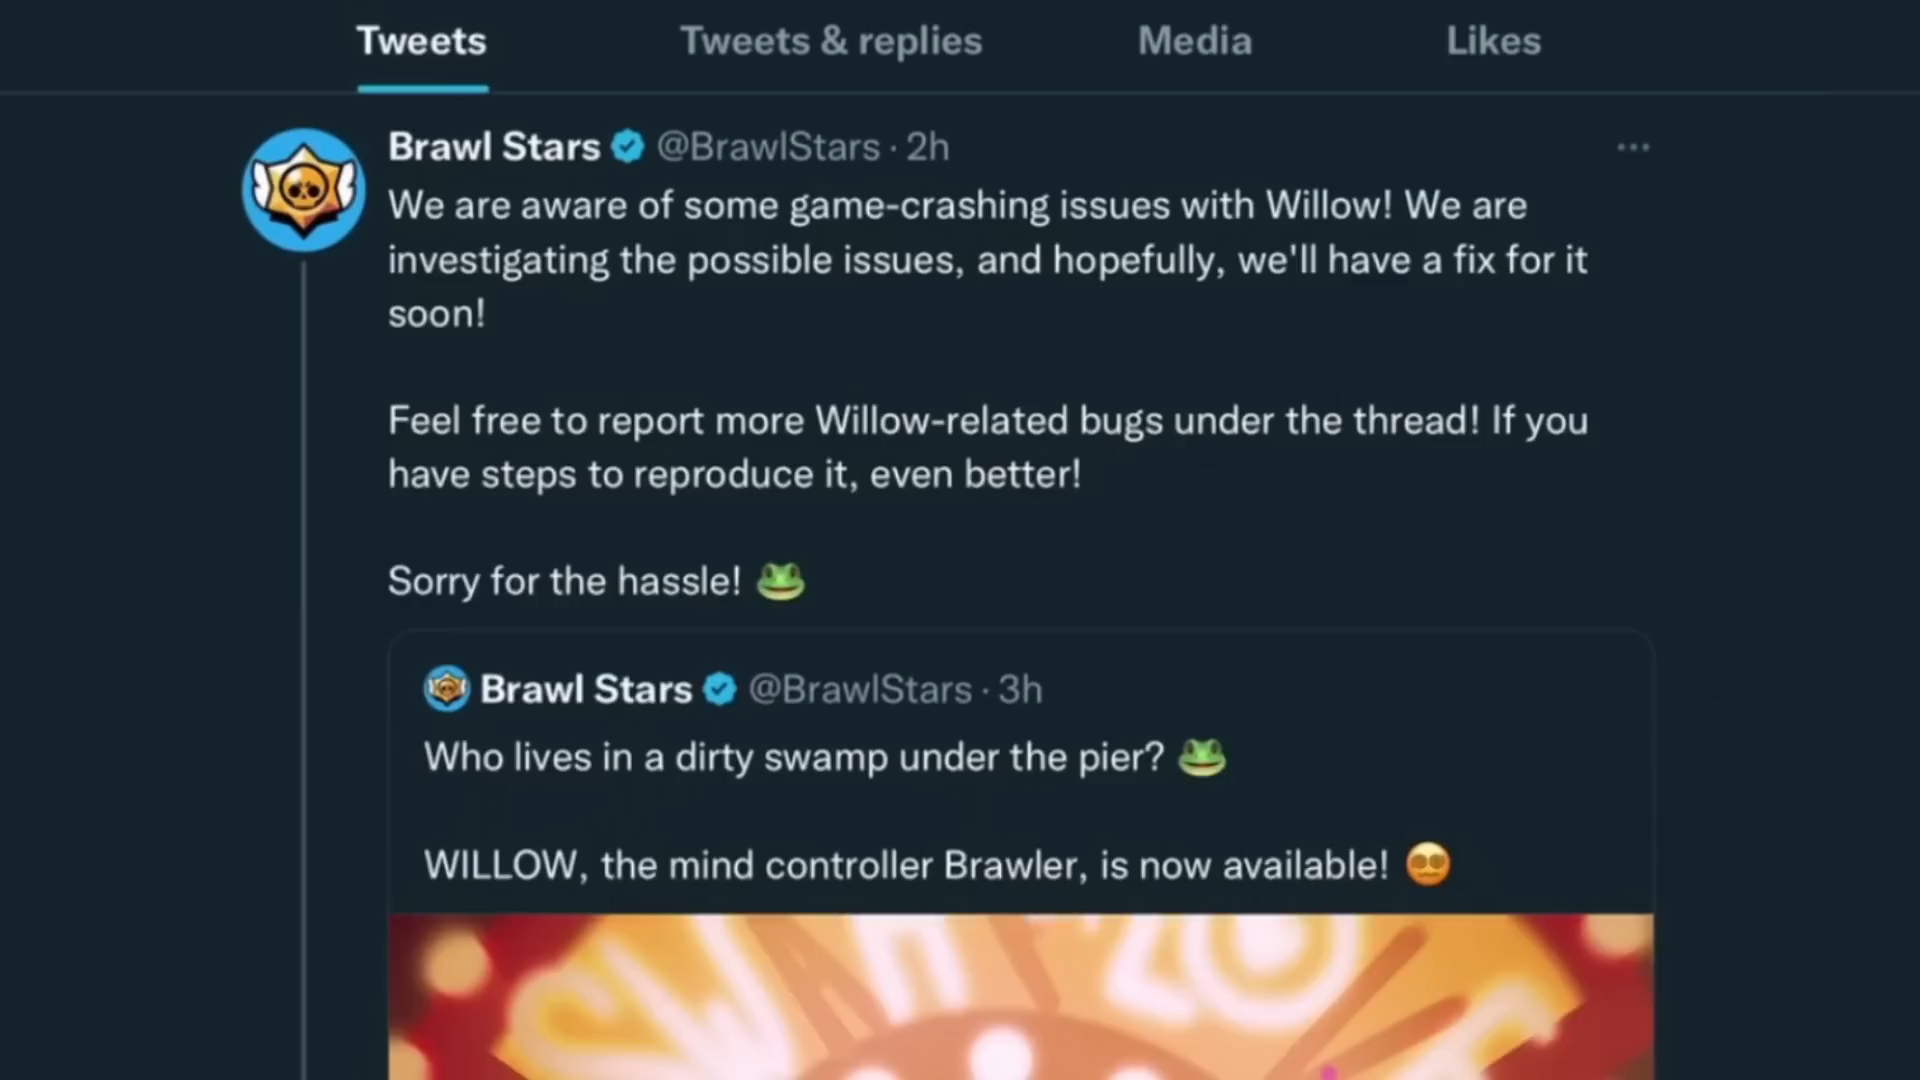 Tweets Tweets & replies Media Likes
Brawl Stars @BrawlStars · 2h
We are aware of some game-crashing issues with Willow! We are
investigating the possible issues, and hopefully, we'll have a fix for it
soon!
Feel free to report more Willow-related bugs under the thread! If you
have steps to reproduce it, even better!
Sorry for the hassle! 🐸
Brawl Stars @BrawlStars · 3h
Who lives in a dirty swamp under the pier? 🐸
WILLOW, the mind controller Brawler, is now available! 😵‍💫